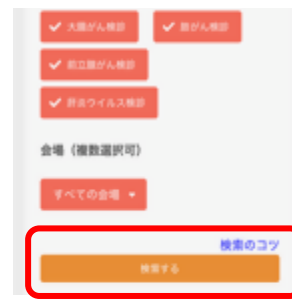 ✓ 大腸がん検診 ✓ 肺がん検診
✓ 前立腺がん検診
✓ 肝炎ウイルス検診
会場（複数選択可）
すべての会場
検索のコツ
検索する